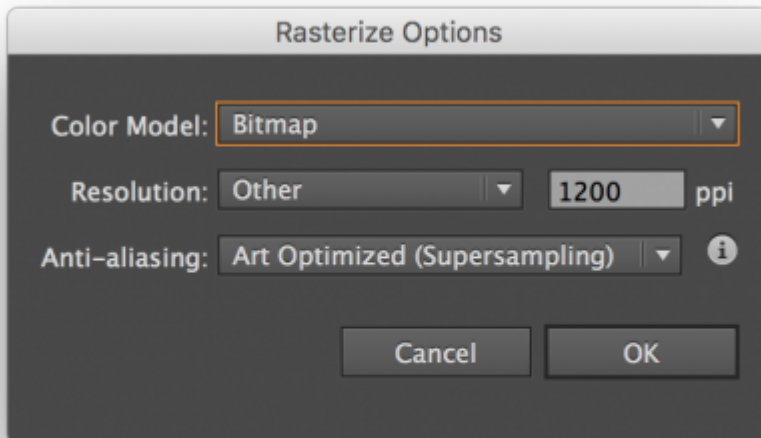 Rasterize Options
Color Model: Bitmap
Resolution: Other 1200 ppi
Anti-aliasing: Art Optimized (Supersampling) i
Cancel OK